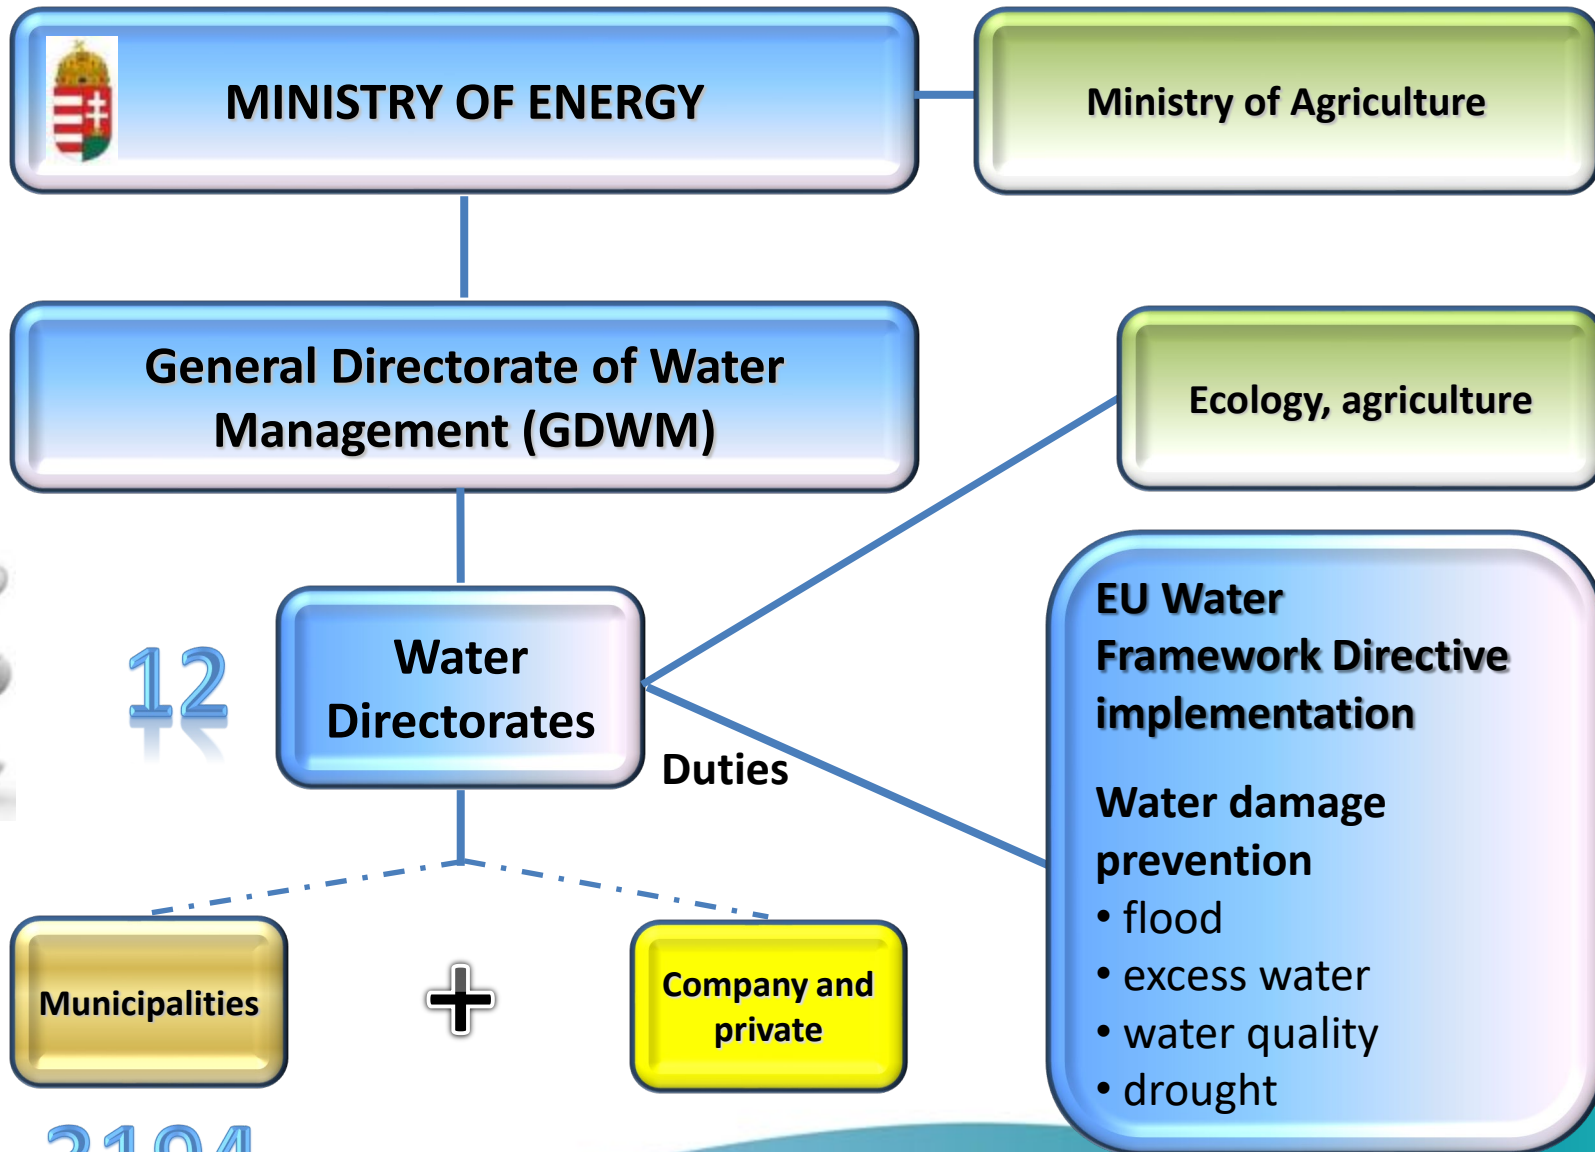 MINISTRY OF ENERGY
Ministry of Agriculture
General Directorate of Water
Management (GDWM)
Ecology, agriculture
12
Water
Directorates
Duties
EU Water
Framework Directive
implementation
Water damage
prevention
• flood
• excess water
• water quality
• drought
Municipalities
+
Company and
private